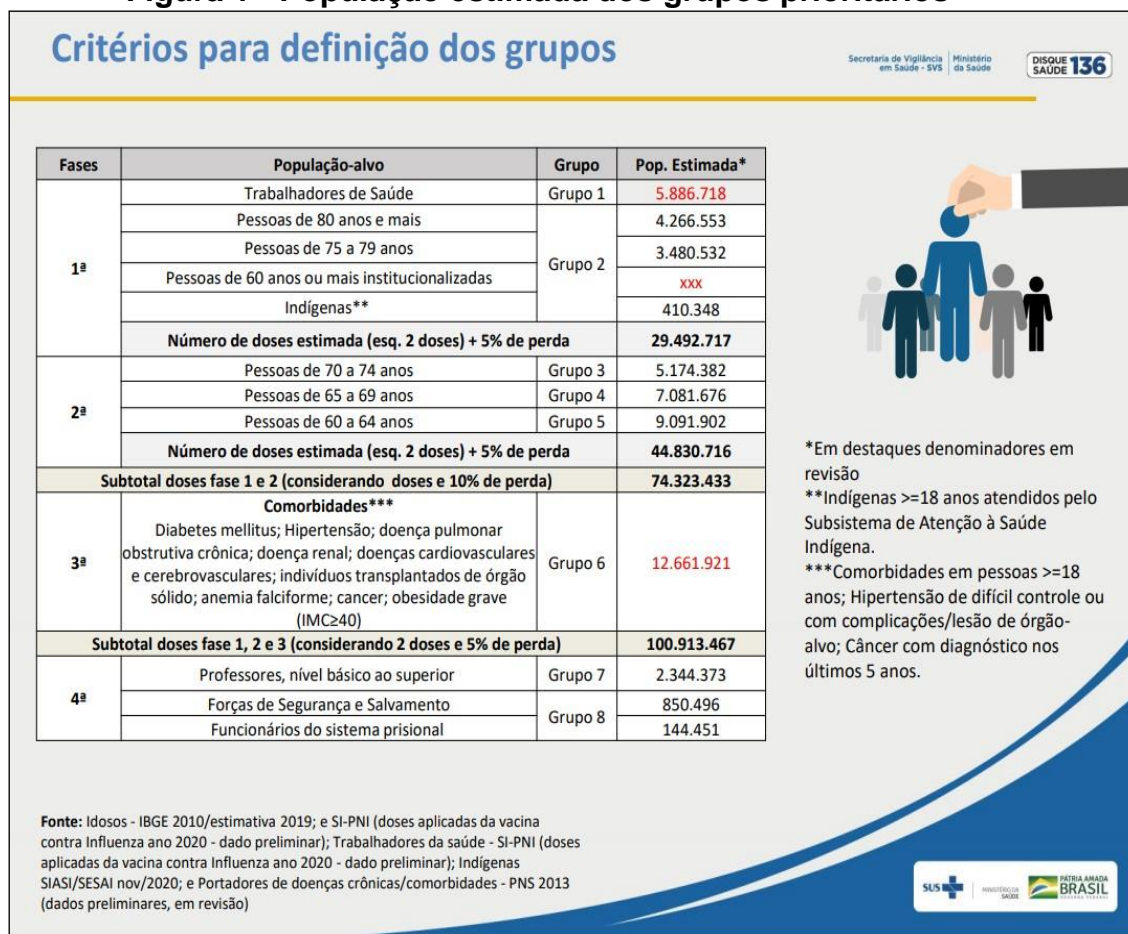 Critérios para definição dos grupos
Secretaria de Vigilância
em Saúde - SVS
Ministério
da Saúde
DISQUE
SAÚDE 136
Fases População-alvo Grupo Pop. Estimada*
1ª
Trabalhadores de Saúde Grupo 1 5.886.718
Pessoas de 80 anos e mais 4.266.553
Pessoas de 75 a 79 anos 3.480.532
Grupo 2
Pessoas de 60 anos ou mais institucionalizadas xxx
Indígenas** 410.348
Número de doses estimada (esq. 2 doses) + 5% de perda 29.492.717
2ª
Pessoas de 70 a 74 anos Grupo 3 5.174.382
Pessoas de 65 a 69 anos Grupo 4 7.081.676
Pessoas de 60 a 64 anos Grupo 5 9.091.902
Número de doses estimada (esq. 2 doses) + 5% de perda 44.830.716
Subtotal doses fase 1 e 2 (considerando doses e 10% de perda) 74.323.433
3ª
Comorbidades***
Diabetes mellitus; Hipertensão; doença pulmonar
obstrutiva crônica; doença renal; doenças cardiovasculares
e cerebrovasculares; indivíduos transplantados de órgão
sólido; anemia falciforme; cancer; obesidade grave
(IMC≥40)
Grupo 6 12.661.921
Subtotal doses fase 1, 2 e 3 (considerando 2 doses e 5% de perda) 100.913.467
4ª
Professores, nível básico ao superior Grupo 7 2.344.373
Forças de Segurança e Salvamento 850.496
Grupo 8
Funcionários do sistema prisional 144.451
*Em destaques denominadores em
revisão
**Indígenas >=18 anos atendidos pelo
Subsistema de Atenção à Saúde
Indígena.
***Comorbidades em pessoas >=18
anos; Hipertensão de difícil controle ou
com complicações/lesão de órgão-
alvo; Câncer com diagnóstico nos
últimos 5 anos.
Fonte: Idosos - IBGE 2010/estimativa 2019; e SI-PNI (doses aplicadas da vacina
contra Influenza ano 2020 - dado preliminar); Trabalhadores da saúde - SI-PNI (doses
aplicadas da vacina contra Influenza ano 2020 - dado preliminar); Indígenas
SIASI/SESAI nov/2020; e Portadores de doenças crônicas/comorbidades - PNS 2013
(dados preliminares, em revisão)
SUS
MINISTÉRIO DA
SAÚDE
PÁTRIA AMADA
BRASIL
GOVERNO FEDERAL